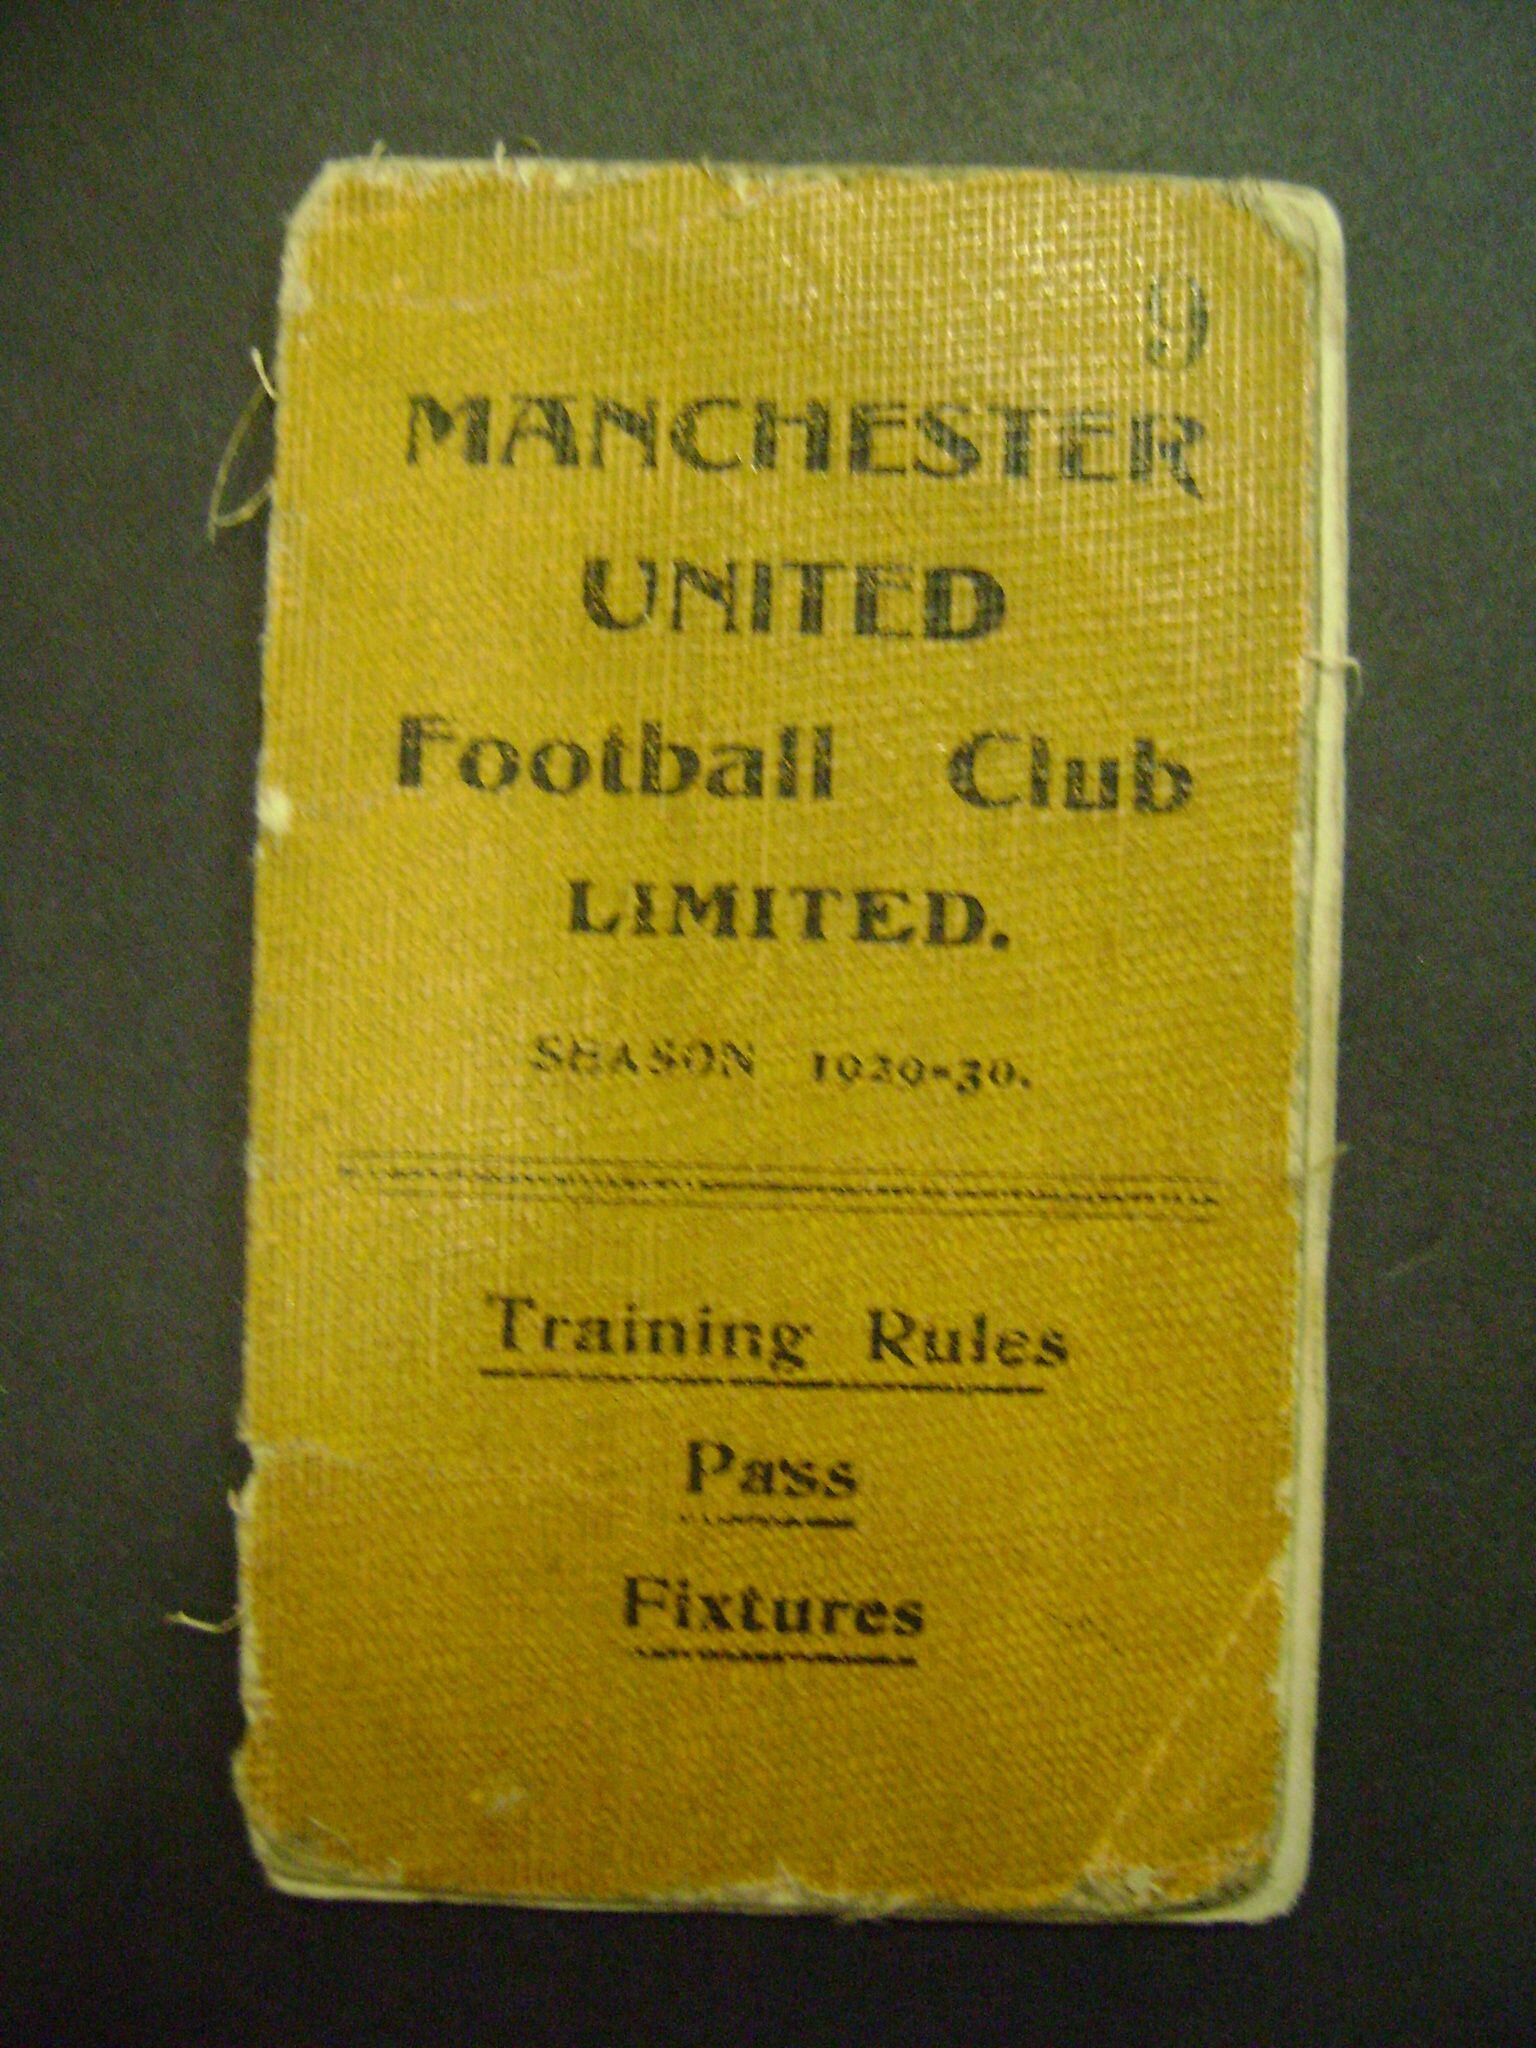 9
MANCHESTER
UNITED
Football Club
LIMITED.
SEASON 1929-30.
Training Rules
Pass
Fixtures